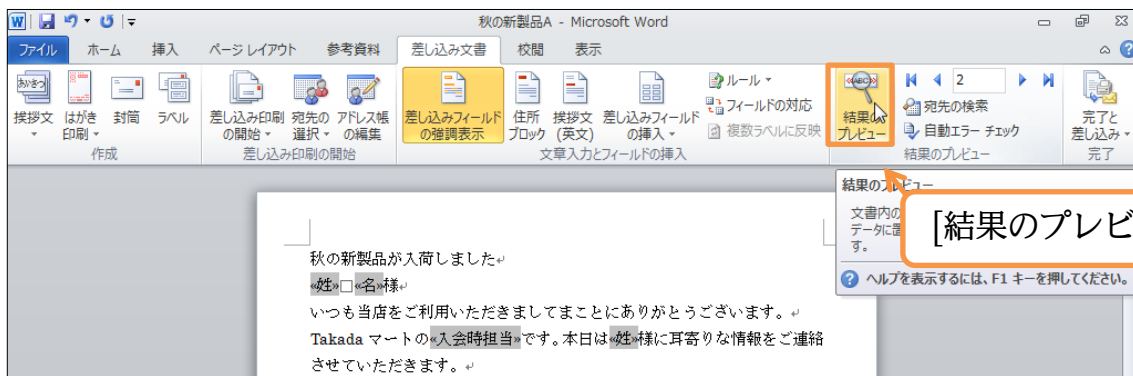 秋の新製品A - Microsoft Word
ファイル ホーム 挿入 ページ レイアウト 参考資料 差し込み文書 校閲 表示
挨拶文 はがき印刷 封筒 ラベル
作成
差し込み印刷の開始 宛先の選択 アドレス帳の編集
差し込み印刷の開始
差し込みフィールドの強調表示 住所ブロック 挨拶文(英文) 差し込みフィールドの挿入
ルール
フィールドの対応
複数ラベルに反映
文章入力とフィールドの挿入
«ABC»
結果のプレビュー
2
宛先の検索
自動エラー チェック
結果のプレビュー
完了と差し込み
完了
結果のプレビュー
文書内の
データに置
す。
ヘルプを表示するには、F1 キーを押してください。
[結果のプレビ
秋の新製品が入荷しました↵
«姓»□«名»様↵
いつも当店をご利用いただきましてまことにありがとうございます。↵
Takada マートの«入会時担当»です。本日は«姓»様に耳寄りな情報をご連絡
させていただきます。↵